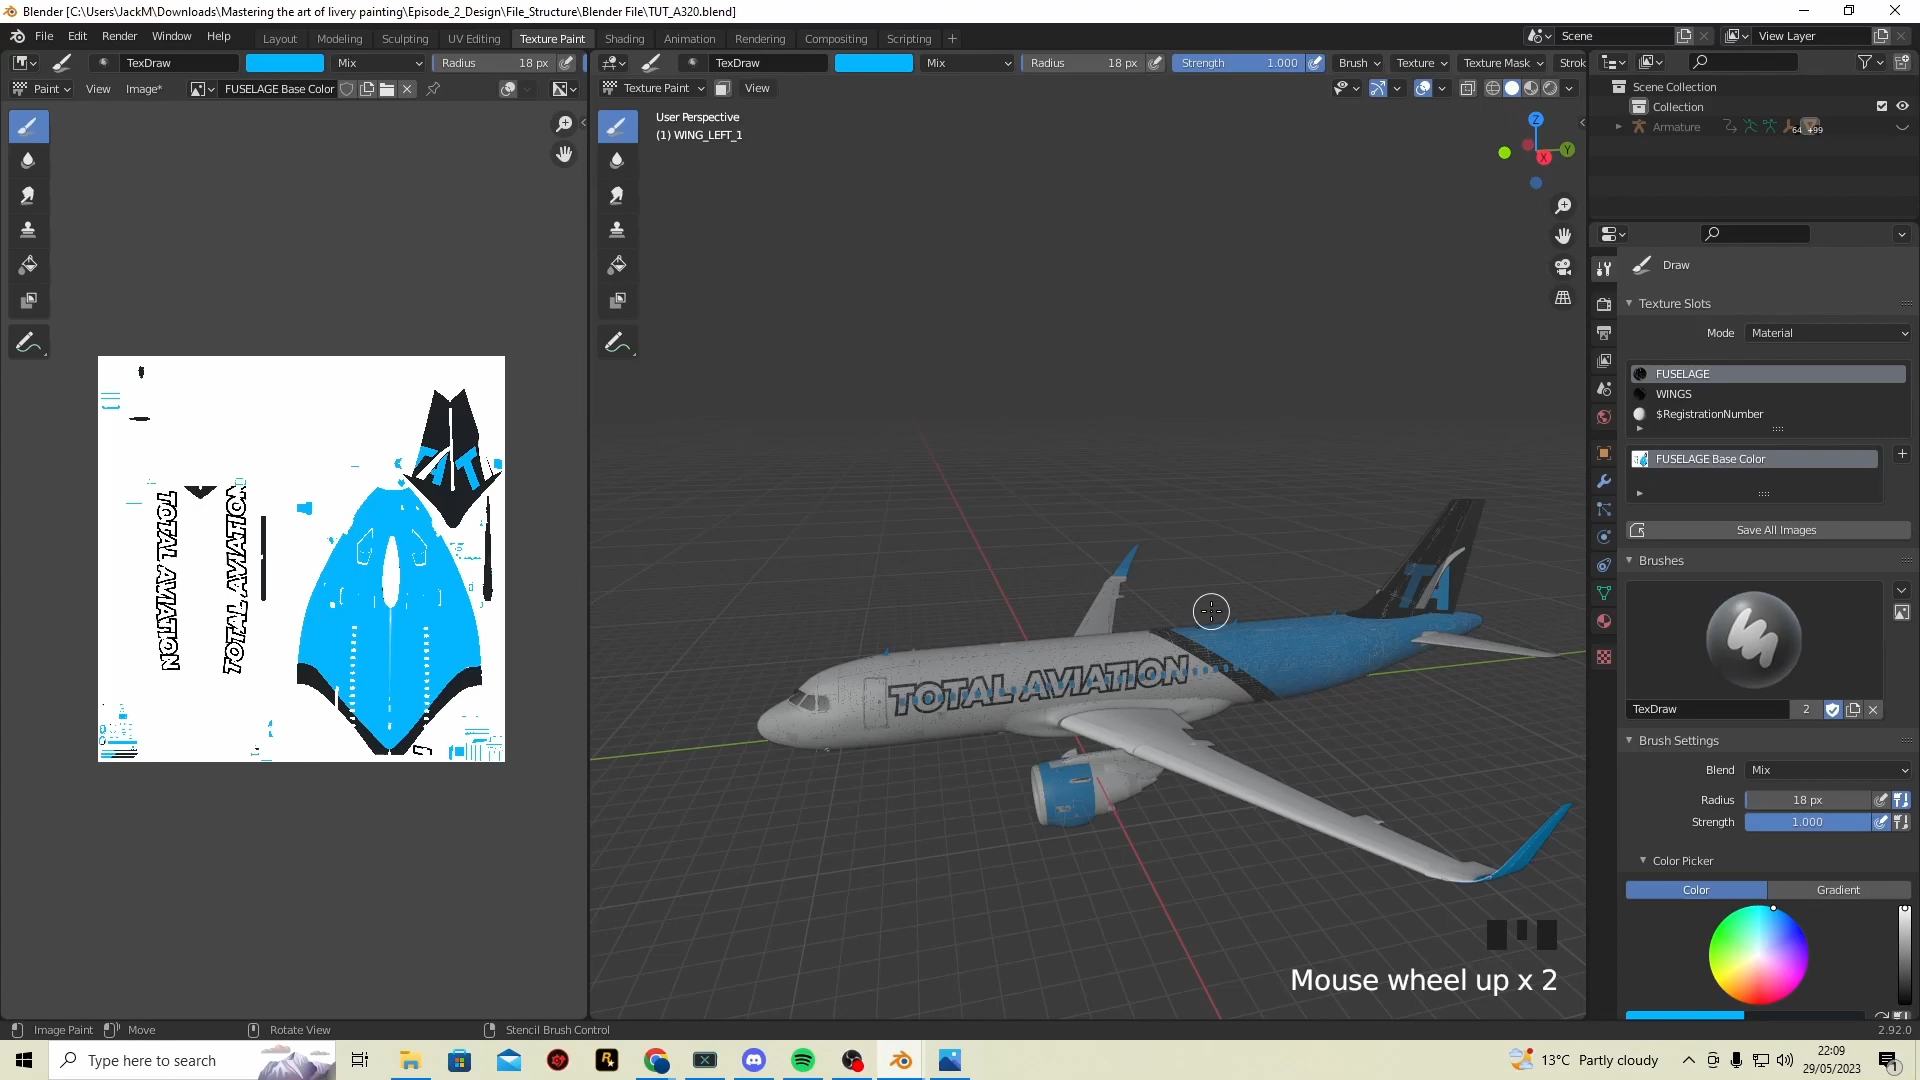 Blender [C:\Users\JackM\Downloads\Mastering the art of livery painting\Episode_2_Design\File_Structure\Blender File\TUT_A320.blend]
File Edit Render Window Help Layout Modeling Sculpting UV Editing Texture Paint Shading Animation Rendering Compositing Scripting + Scene View Layer
TexDraw Mix Radius 18 px TexDraw Mix Radius 18 px Strength 1.000 Brush Texture Texture Mask Strok
Paint View Image* FUSELAGE Base Color Texture Paint View
Scene Collection
Collection
Armature 64 +99
User Perspective
(1) WING_LEFT_1
Z
Y
X
Draw
Texture Slots
Mode Material
FUSELAGE
WINGS
$RegistrationNumber
FUSELAGE Base Color
Save All Images
Brushes
TexDraw 2
Brush Settings
Blend Mix
Radius 18 px
Strength 1.000
Color Picker
Color Gradient
TOTAL AVIATION
TOTAL AVIATION
TA
TOTAL AVIATION
Mouse wheel up x 2
Image Paint Move Rotate View Stencil Brush Control 2.92.0
Type here to search
13°C Partly cloudy
22:09
29/05/2023
1